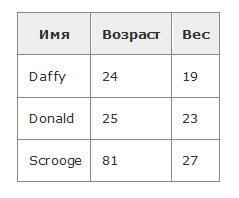 Имя Возраст Вес
Daffy 24 19
Donald 25 23
Scrooge 81 27